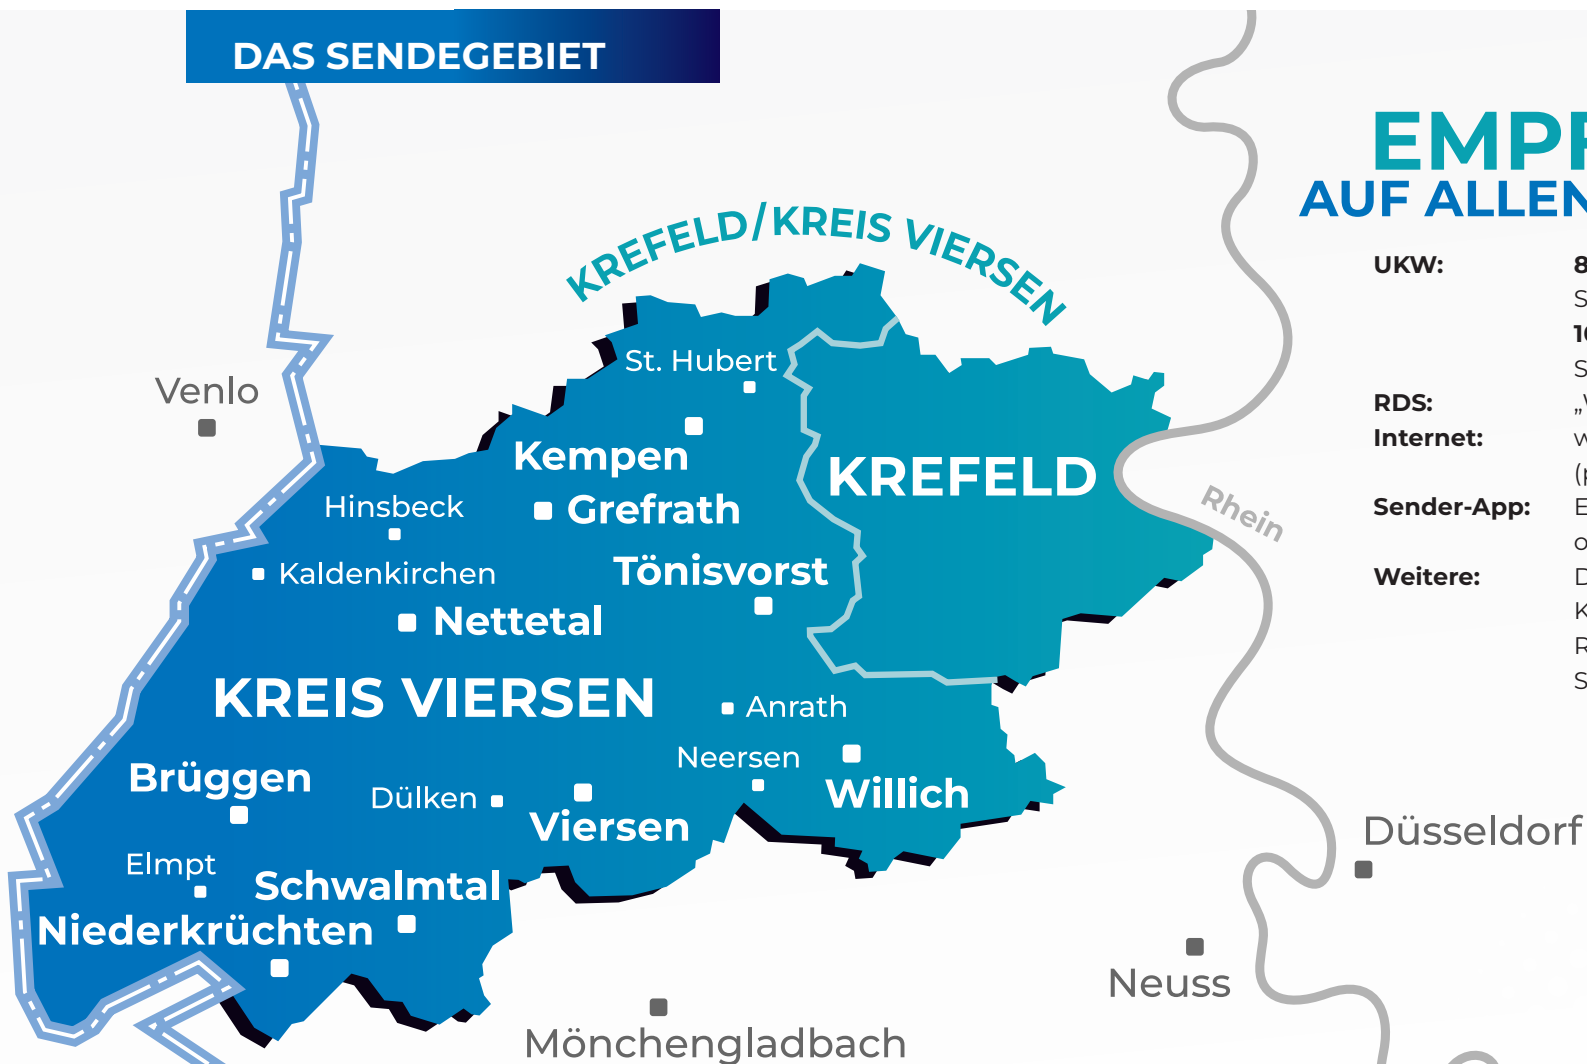 DAS SENDEGEBIET
KREFELD/KREIS VIERSEN
Venlo
St. Hubert
Kempen
KREFELD
Hinsbeck
Grefrath
Rhein
Kaldenkirchen
Tönisvorst
Nettetal
KREIS VIERSEN
Anrath
Neersen
Brüggen
Dülken
Willich
Viersen
Elmpt
Schwalmtal
Niederkrüchten
Düsseldorf
Neuss
Mönchengladbach
AUF ALLEN
UKW:
RDS:
Internet:
Sender-App:
Weitere: